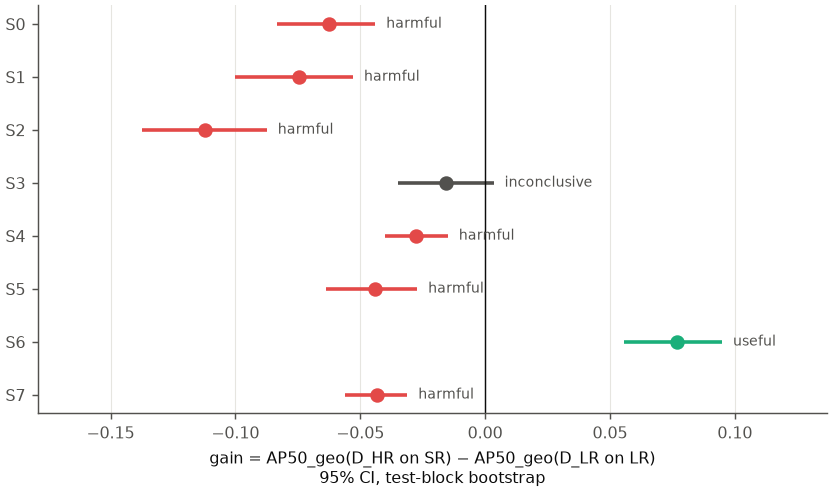 S0 harmful
S1 harmful
S2 harmful
S3 inconclusive
S4 harmful
S5 harmful
S6 useful
S7 harmful
−0.15 −0.10 −0.05 0.00 0.05 0.10
gain = AP50_geo(D_HR on SR) − AP50_geo(D_LR on LR)
95% CI, test-block bootstrap